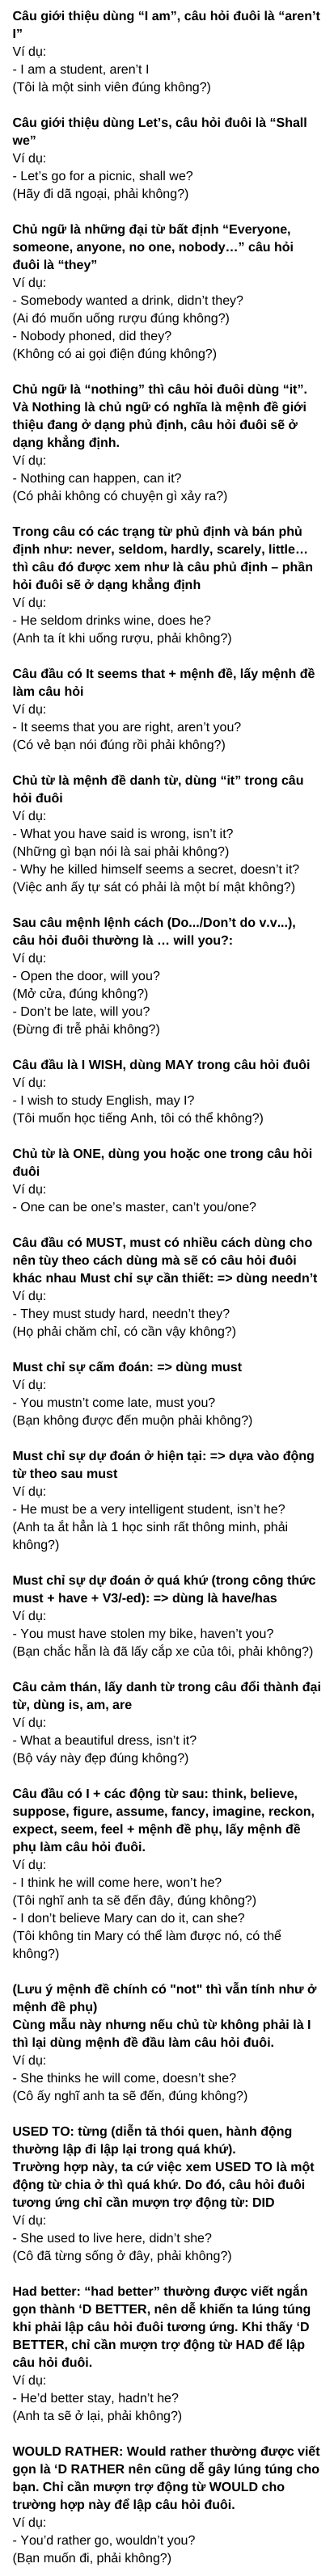 Câu giới thiệu dùng “I am”, câu hỏi đuôi là “aren’t
I”
Ví dụ:
- I am a student, aren’t I
(Tôi là một sinh viên đúng không?)
Câu giới thiệu dùng Let’s, câu hỏi đuôi là “Shall
we”
Ví dụ:
- Let’s go for a picnic, shall we?
(Hãy đi dã ngoại, phải không?)
Chủ ngữ là những đại từ bất định “Everyone,
someone, anyone, no one, nobody…” câu hỏi
đuôi là “they”
Ví dụ:
- Somebody wanted a drink, didn’t they?
(Ai đó muốn uống rượu đúng không?)
- Nobody phoned, did they?
(Không có ai gọi điện đúng không?)
Chủ ngữ là “nothing” thì câu hỏi đuôi dùng “it”.
Và Nothing là chủ ngữ có nghĩa là mệnh đề giới
thiệu đang ở dạng phủ định, câu hỏi đuôi sẽ ở
dạng khẳng định.
Ví dụ:
- Nothing can happen, can it?
(Có phải không có chuyện gì xảy ra?)
Trong câu có các trạng từ phủ định và bán phủ
định như: never, seldom, hardly, scarely, little…
thì câu đó được xem như là câu phủ định – phần
hỏi đuôi sẽ ở dạng khẳng định
Ví dụ:
- He seldom drinks wine, does he?
(Anh ta ít khi uống rượu, phải không?)
Câu đầu có It seems that + mệnh đề, lấy mệnh đề
làm câu hỏi
Ví dụ:
- It seems that you are right, aren’t you?
(Có vẻ bạn nói đúng rồi phải không?)
Chủ từ là mệnh đề danh từ, dùng “it” trong câu
hỏi đuôi
Ví dụ:
- What you have said is wrong, isn’t it?
(Những gì bạn nói là sai phải không?)
- Why he killed himself seems a secret, doesn’t it?
(Việc anh ấy tự sát có phải là một bí mật không?)
Sau câu mệnh lệnh cách (Do.../Don’t do v.v...),
câu hỏi đuôi thường là … will you?:
Ví dụ:
- Open the door, will you?
(Mở cửa, đúng không?)
- Don’t be late, will you?
(Đừng đi trễ phải không?)
Câu đầu là I WISH, dùng MAY trong câu hỏi đuôi
Ví dụ:
- I wish to study English, may I?
(Tôi muốn học tiếng Anh, tôi có thể không?)
Chủ từ là ONE, dùng you hoặc one trong câu hỏi
đuôi
Ví dụ:
- One can be one’s master, can’t you/one?
Câu đầu có MUST, must có nhiều cách dùng cho
nên tùy theo cách dùng mà sẽ có câu hỏi đuôi
khác nhau Must chỉ sự cần thiết: => dùng needn’t
Ví dụ:
- They must study hard, needn’t they?
(Họ phải chăm chỉ, có cần vậy không?)
Must chỉ sự cấm đoán: => dùng must
Ví dụ:
- You mustn’t come late, must you?
(Bạn không được đến muộn phải không?)
Must chỉ sự dự đoán ở hiện tại: => dựa vào động
từ theo sau must
Ví dụ:
- He must be a very intelligent student, isn’t he?
(Anh ta ắt hẳn là 1 học sinh rất thông minh, phải
không?)
Must chỉ sự dự đoán ở quá khứ (trong công thức
must + have + V3/-ed): => dùng là have/has
Ví dụ:
- You must have stolen my bike, haven’t you?
(Bạn chắc hẵn là đã lấy cắp xe của tôi, phải không?)
Câu cảm thán, lấy danh từ trong câu đổi thành đại
từ, dùng is, am, are
Ví dụ:
- What a beautiful dress, isn’t it?
(Bộ váy này đẹp đúng không?)
Câu đầu có I + các động từ sau: think, believe,
suppose, figure, assume, fancy, imagine, reckon,
expect, seem, feel + mệnh đề phụ, lấy mệnh đề
phụ làm câu hỏi đuôi.
Ví dụ:
- I think he will come here, won’t he?
(Tôi nghĩ anh ta sẽ đến đây, đúng không?)
- I don’t believe Mary can do it, can she?
(Tôi không tin Mary có thể làm được nó, có thể
không?)
(Lưu ý mệnh đề chính có "not" thì vẫn tính như ở
mệnh đề phụ)
Cùng mẫu này nhưng nếu chủ từ không phải là I
thì lại dùng mệnh đề đầu làm câu hỏi đuôi.
Ví dụ:
- She thinks he will come, doesn’t she?
(Cô ấy nghĩ anh ta sẽ đến, đúng không?)
USED TO: từng (diễn tả thói quen, hành động
thường lập đi lập lại trong quá khứ).
Trường hợp này, ta cứ việc xem USED TO là một
động từ chia ở thì quá khứ. Do đó, câu hỏi đuôi
tương ứng chỉ cần mượn trợ động từ: DID
Ví dụ:
- She used to live here, didn’t she?
(Cô đã từng sống ở đây, phải không?)
Had better: “had better” thường được viết ngắn
gọn thành ‘D BETTER, nên dễ khiến ta lúng túng
khi phải lập câu hỏi đuôi tương ứng. Khi thấy ‘D
BETTER, chỉ cần mượn trợ động từ HAD để lập
câu hỏi đuôi.
Ví dụ:
- He’d better stay, hadn’t he?
(Anh ta sẽ ở lại, phải không?)
WOULD RATHER: Would rather thường được viết
gọn là ‘D RATHER nên cũng dễ gây lúng túng cho
bạn. Chỉ cần mượn trợ động từ WOULD cho
trường hợp này để lập câu hỏi đuôi.
Ví dụ:
- You’d rather go, wouldn’t you?
(Bạn muốn đi, phải không?)